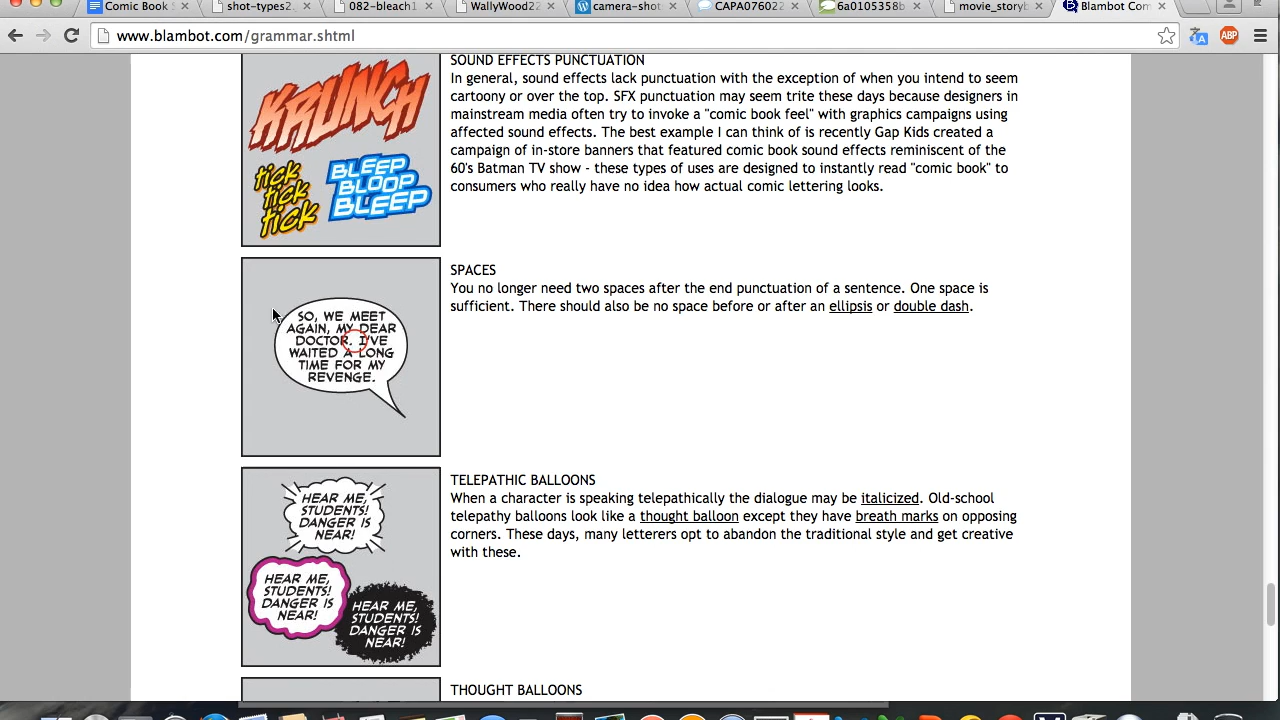 Comic Book S
shot-types2
082-bleach1
WallyWood22
camera-shot
CAPA076022
6a0105358b
movie_storyb
Blambot Com
www.blambot.com/grammar.shtml
ABP
KRUNCH
tick
tick
tick
BLEEP
BLOOP
BLEEP
SOUND EFFECTS PUNCTUATION
In general, sound effects lack punctuation with the exception of when you intend to seem
cartoony or over the top. SFX punctuation may seem trite these days because designers in
mainstream media often try to invoke a "comic book feel" with graphics campaigns using
affected sound effects. The best example I can think of is recently Gap Kids created a
campaign of in-store banners that featured comic book sound effects reminiscent of the
60's Batman TV show - these types of uses are designed to instantly read "comic book" to
consumers who really have no idea how actual comic lettering looks.
SO, WE MEET
AGAIN, MY DEAR
DOCTOR. I'VE
WAITED A LONG
TIME FOR MY
REVENGE.
SPACES
You no longer need two spaces after the end punctuation of a sentence. One space is
sufficient. There should also be no space before or after an ellipsis or double dash.
HEAR ME,
STUDENTS!
DANGER IS
NEAR!
HEAR ME,
STUDENTS!
DANGER IS
NEAR!
HEAR ME,
STUDENTS!
DANGER IS
NEAR!
TELEPATHIC BALLOONS
When a character is speaking telepathically the dialogue may be italicized. Old-school
telepathy balloons look like a thought balloon except they have breath marks on opposing
corners. These days, many letterers opt to abandon the traditional style and get creative
with these.
THOUGHT BALLOONS